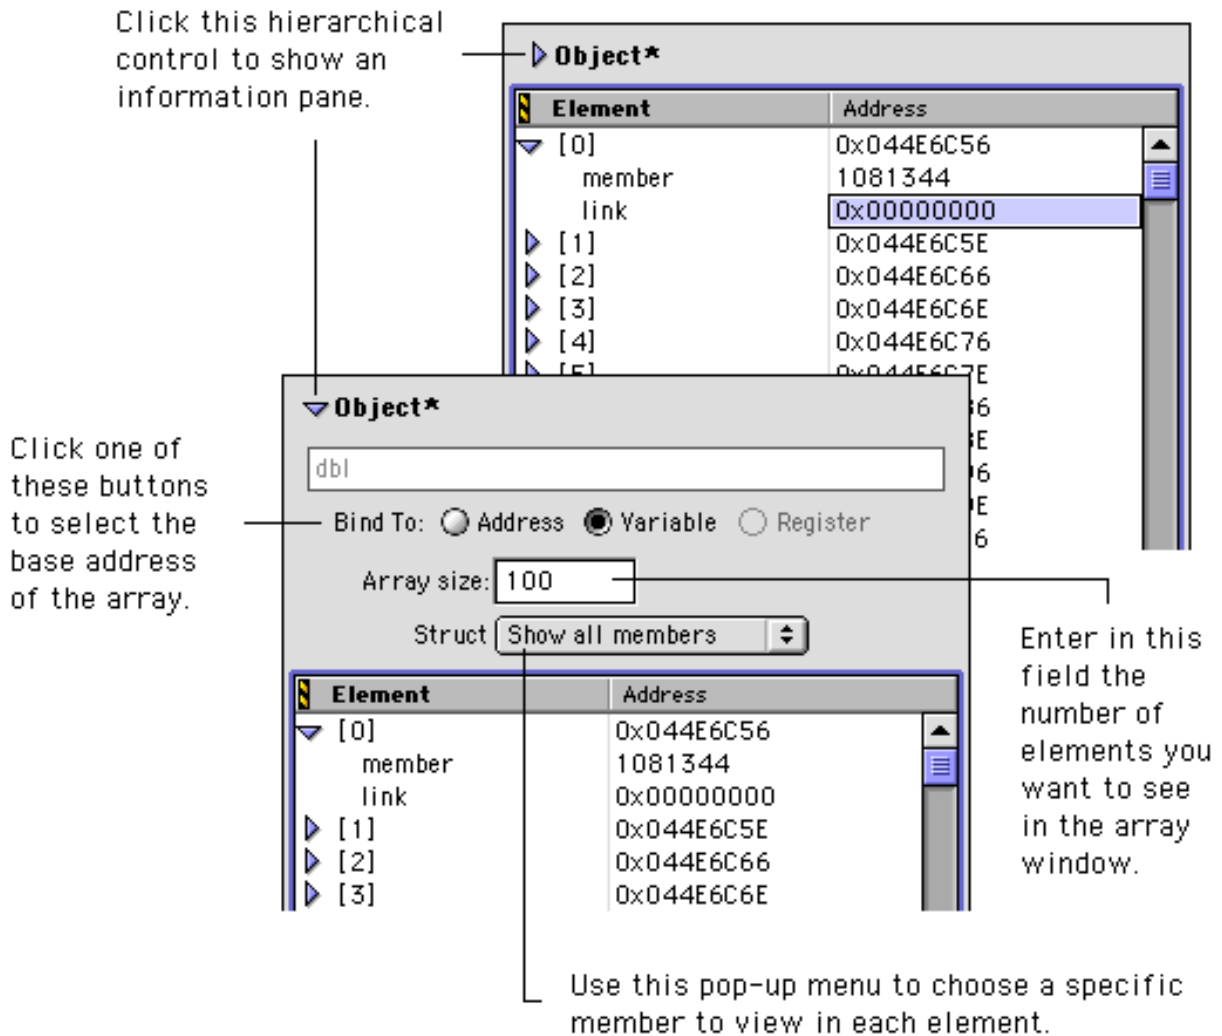 Click this hierarchical
control to show an
information pane.
Object*
Element Address
[0] 0x044E6C56
member 1081344
link 0x00000000
[1] 0x044E6C5E
[2] 0x044E6C66
[3] 0x044E6C6E
[4] 0x044E6C76
Object*
dbl
Click one of
these buttons
to select the
base address
of the array.
Bind To: Address Variable Register
Array size: 100
Struct Show all members
Enter in this
field the
number of
elements you
want to see
in the array
window.
Element Address
[0] 0x044E6C56
member 1081344
link 0x00000000
[1] 0x044E6C5E
[2] 0x044E6C66
[3] 0x044E6C6E
Use this pop-up menu to choose a specific
member to view in each element.